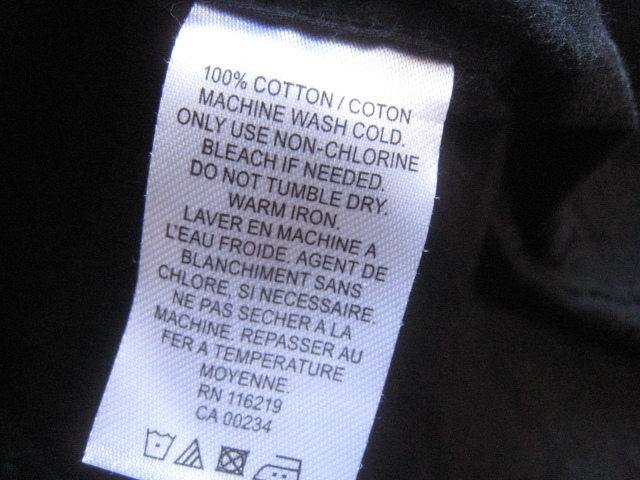 100% COTTON / COTON
MACHINE WASH COLD.
ONLY USE NON-CHLORINE
BLEACH IF NEEDED.
DO NOT TUMBLE DRY.
WARM IRON.
LAVER EN MACHINE A
L'EAU FROIDE. AGENT DE
BLANCHIMENT SANS
CHLORE, SI NECESSAIRE.
NE PAS SECHER A LA
MACHINE. REPASSER AU
FER A TEMPERATURE
MOYENNE.
RN 116219
CA 00234